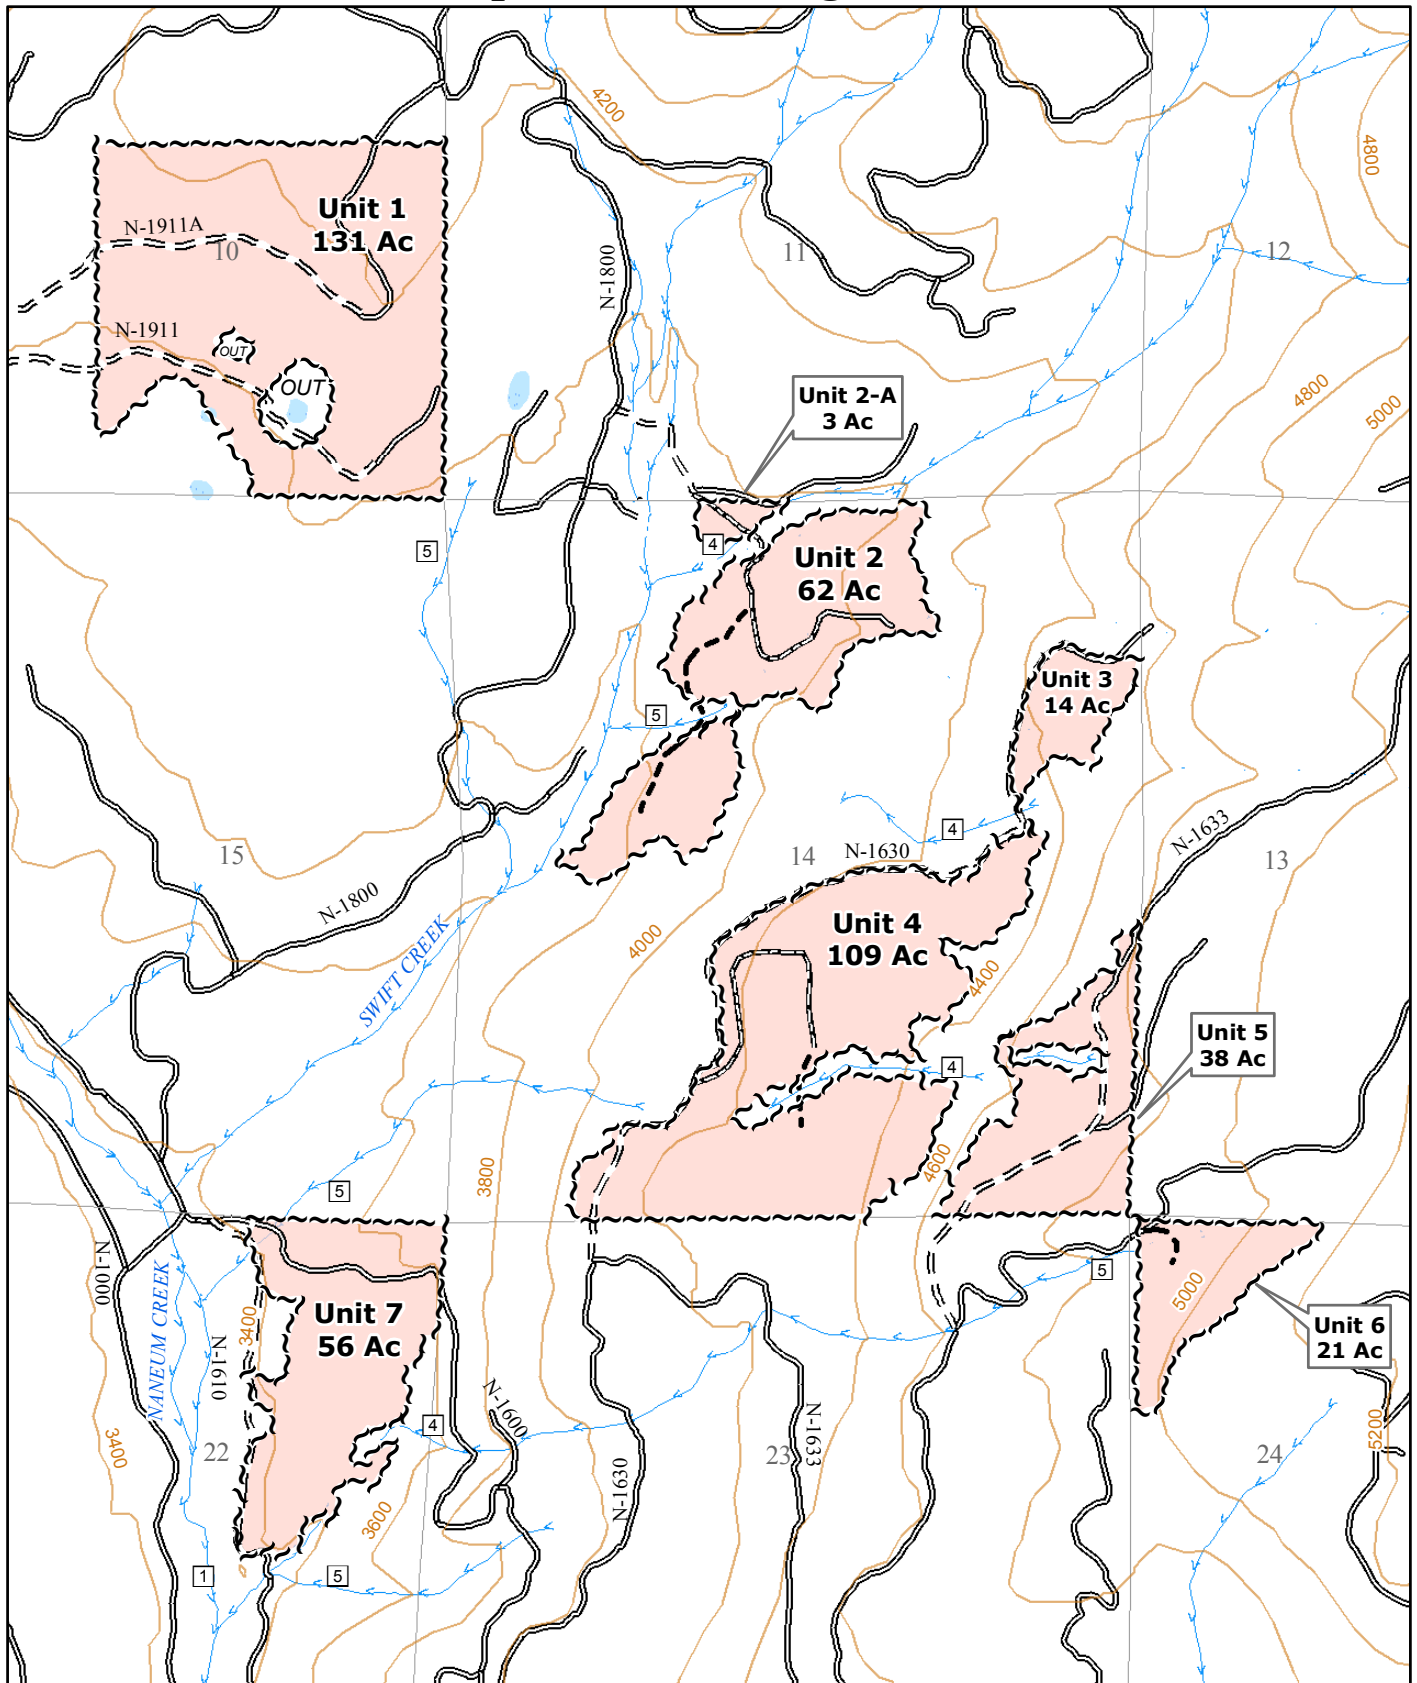 4200
4800
Unit 1
131 Ac
N-1911A
10
11
12
N-1800
N-1911
OUT
OUT
Unit 2-A
3 Ac
4800
5000
5
4
Unit 2
62 Ac
Unit 3
14 Ac
5
4
N-1633
15
14
N-1630
13
N-1800
Unit 4
109 Ac
4000
SWIFT CREEK
4400
Unit 5
38 Ac
4
3800
4600
5
N-1000
NANEUM CREEK
5
5000
Unit 7
56 Ac
3400
N-1610
Unit 6
21 Ac
N-1600
4
N-1633
3400
22
23
24
5200
N-1630
3600
1
5